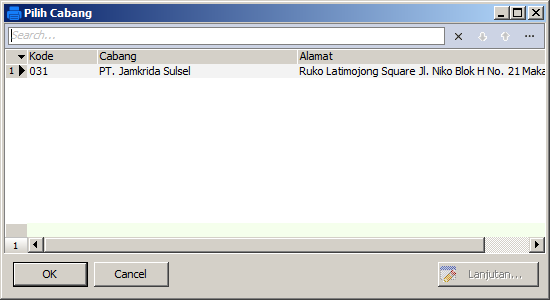 Pilih Cabang
Search...
Kode Cabang Alamat
1 031 PT. Jamkrida Sulsel Ruko Latimojong Square Jl. Niko Blok H No. 21 Maka
1
OK Cancel Lanjutan...